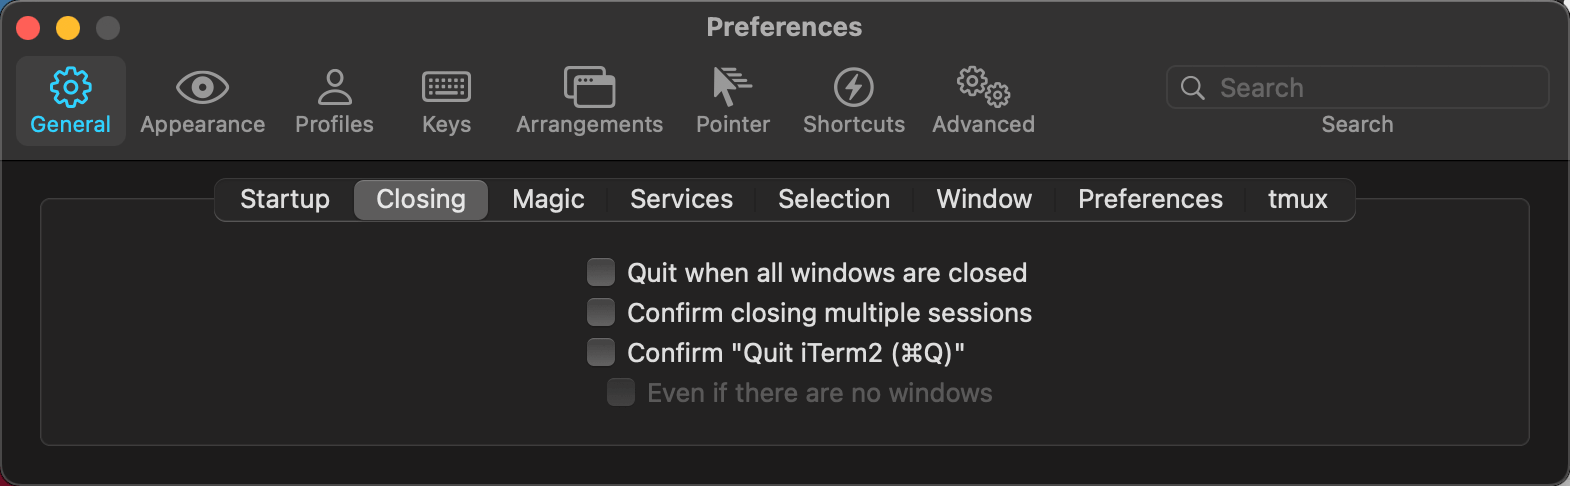 Preferences
General Appearance Profiles Keys Arrangements Pointer Shortcuts Advanced Search
Search
Startup Closing Magic Services Selection Window Preferences tmux
Quit when all windows are closed
Confirm closing multiple sessions
Confirm "Quit iTerm2 (⌘Q)"
Even if there are no windows